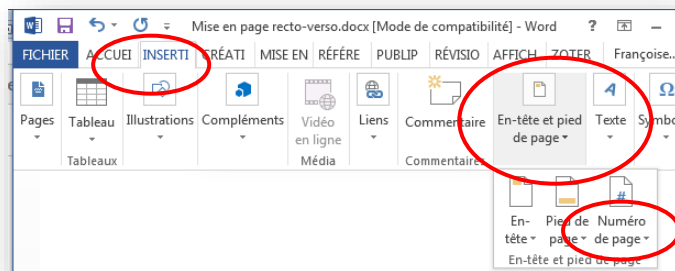 Mise en page recto-verso.docx [Mode de compatibilité] - Word ?
FICHIER ACCUEI INSERTI CRÉATI MISE EN RÉFÉRE PUBLIP RÉVISIO AFFICH ZOTER Françoise...
Pages Tableau Illustrations Compléments Vidéo en ligne Liens Commentaire En-tête et pied de page Texte Symbo
Tableaux Média Commentaires
En-tête Pied de page Numéro de page
En-tête et pied de page